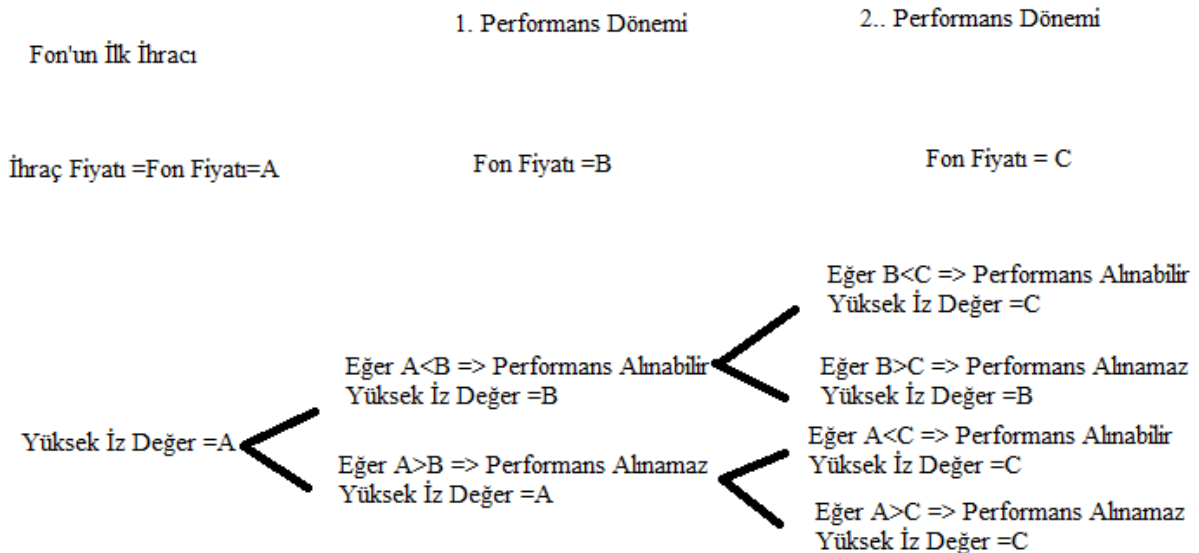 Fon'un İlk İhracı
1. Performans Dönemi
2.. Performans Dönemi
İhraç Fiyatı =Fon Fiyatı=A
Fon Fiyatı =B
Fon Fiyatı = C
Yüksek İz Değer =A
Eğer A<B => Performans Alınabilir
Yüksek İz Değer =B
Eğer A>B => Performans Alınamaz
Yüksek İz Değer =A
Eğer B<C => Performans Alınabilir
Yüksek İz Değer =C
Eğer B>C => Performans Alınamaz
Yüksek İz Değer =B
Eğer A<C => Performans Alınabilir
Yüksek İz Değer =C
Eğer A>C => Performans Alınamaz
Yüksek İz Değer =C